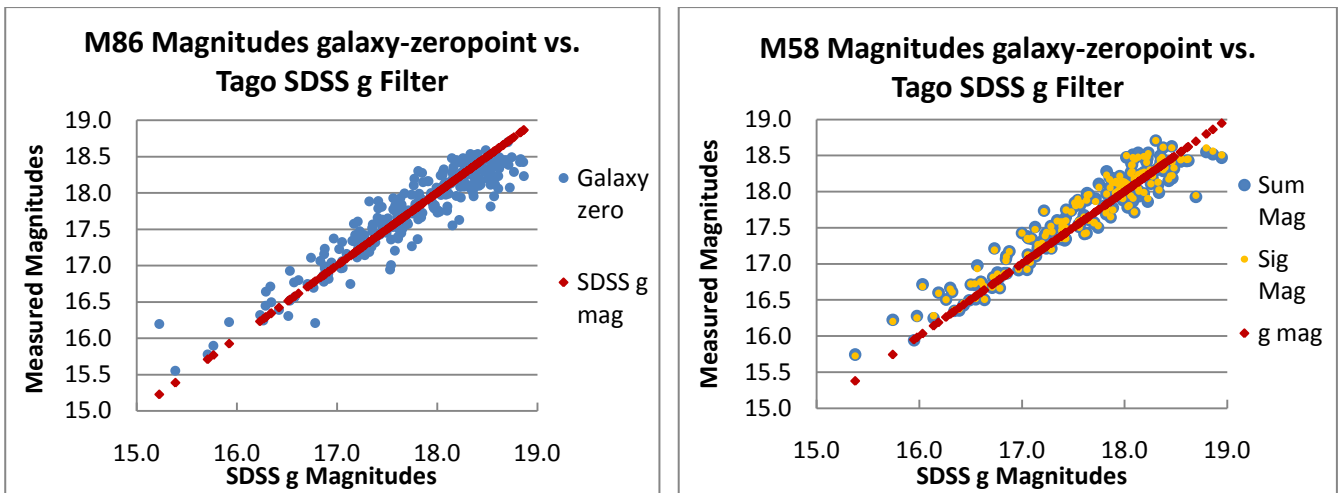 M86 Magnitudes galaxy-zeropoint vs.
Tago SDSS g Filter
Measured Magnitudes
19.0
18.5
18.0
17.5
17.0
16.5
16.0
15.5
15.0
15.0 16.0 17.0 18.0 19.0
SDSS g Magnitudes
Galaxy
zero
SDSS g
mag
M58 Magnitudes galaxy-zeropoint vs.
Tago SDSS g Filter
Measured Magnitudes
19.0
18.5
18.0
17.5
17.0
16.5
16.0
15.5
15.0
15.0 16.0 17.0 18.0 19.0
SDSS g Magnitudes
Sum
Mag
Sig
Mag
g mag